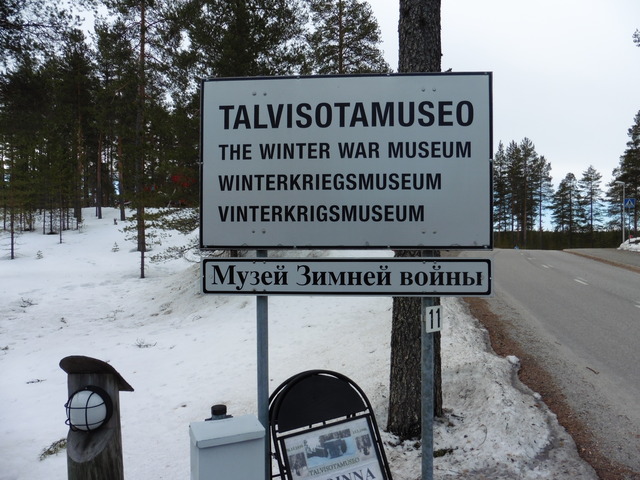 TALVISOTAMUSEO
THE WINTER WAR MUSEUM
WINTERKRIEGSMUSEUM
VINTERKRIGSMUSEUM
Музей Зимней войны
11
TALVISOTAMUSEO